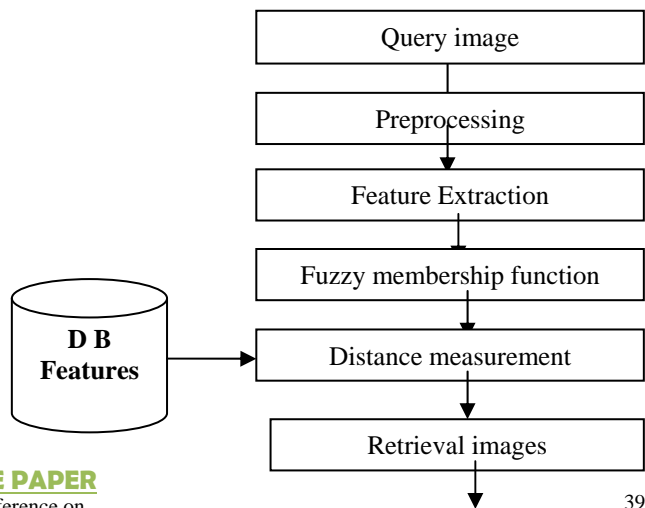 Query image
Preprocessing
Feature Extraction
Fuzzy membership function
D B
Features
Distance measurement
Retrieval images
E PAPER
ference on
39